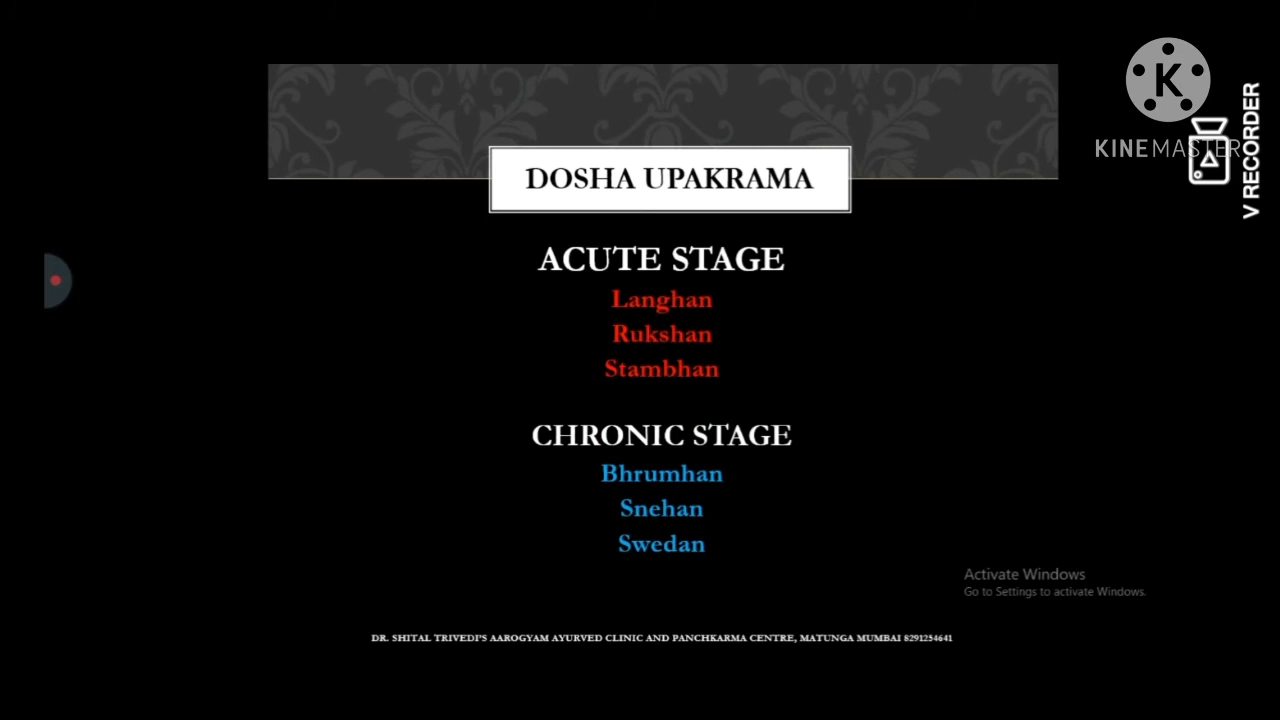 K
KINEMASTER
V RECORDER
DOSHA UPAKRAMA
ACUTE STAGE
Langhan
Rukshan
Stambhan
CHRONIC STAGE
Bhrumhan
Snehan
Swedan
Activate Windows
Go to Settings to activate Windows.
DR. SHITAL TRIVEDI'S AAROGYAM AYURVED CLINIC AND PANCHKARMA CENTRE, MATUNGA MUMBAI 8291254641